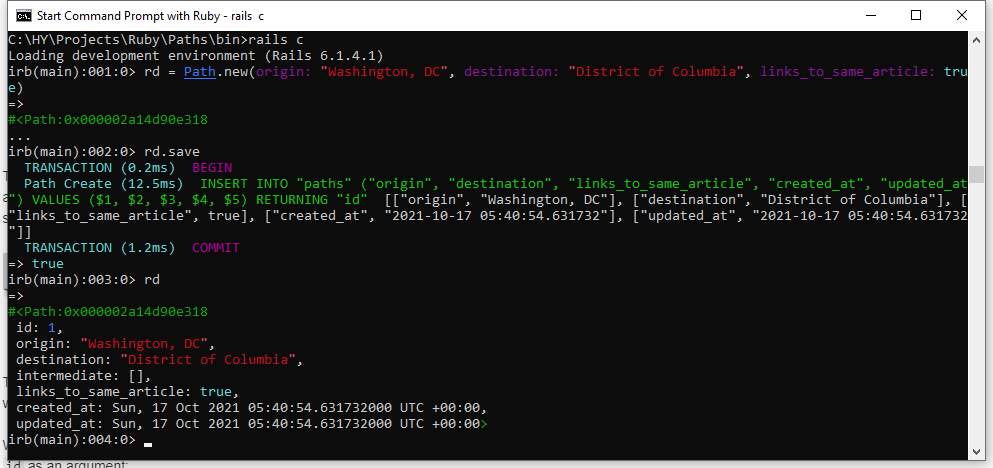 Start Command Prompt with Ruby - rails c
C:\HY\Projects\Ruby\Paths\bin>rails c
Loading development environment (Rails 6.1.4.1)
irb(main):001:0> rd = Path.new(origin: "Washington, DC", destination: "District of Columbia", links_to_same_article: tru
e)
=>
#<Path:0x000002a14d90e318
...
irb(main):002:0> rd.save
  TRANSACTION (0.2ms)  BEGIN
  Path Create (12.5ms)  INSERT INTO "paths" ("origin", "destination", "links_to_same_article", "created_at", "updated_at
") VALUES ($1, $2, $3, $4, $5) RETURNING "id"  [["origin", "Washington, DC"], ["destination", "District of Columbia"], [
"links_to_same_article", true], ["created_at", "2021-10-17 05:40:54.631732"], ["updated_at", "2021-10-17 05:40:54.631732
"]]
  TRANSACTION (1.2ms)  COMMIT
=> true
irb(main):003:0> rd
=>
#<Path:0x000002a14d90e318
 id: 1,
 origin: "Washington, DC",
 destination: "District of Columbia",
 intermediate: [],
 links_to_same_article: true,
 created_at: Sun, 17 Oct 2021 05:40:54.631732000 UTC +00:00,
 updated_at: Sun, 17 Oct 2021 05:40:54.631732000 UTC +00:00>
irb(main):004:0>
id as an argument: